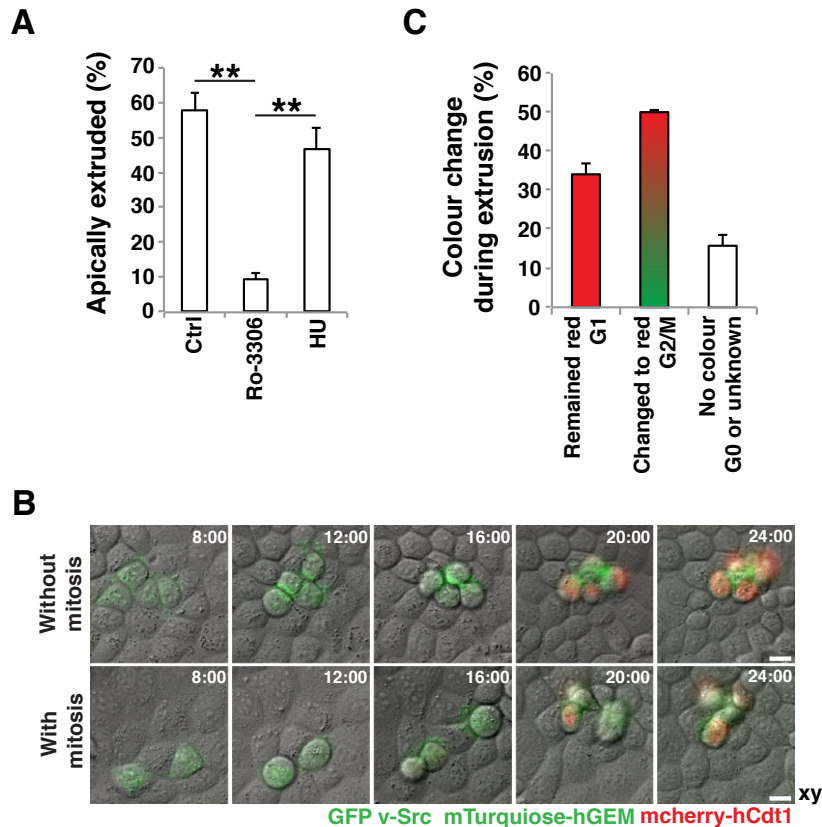 A
Apically extruded (%)
70
60
50
40
30
20
10
0
**
**
Ctrl
Ro-3306
HU
C
Colour change
during extrusion (%)
60
50
40
30
20
10
0
Remained red
G1
Changed to red
G2/M
No colour
G0 or unknown
B
Without
mitosis
8:00
12:00
16:00
20:00
24:00
With
mitosis
8:00
12:00
16:00
20:00
24:00
xy
GFP v-Src mTurquiose-hGEM mcherry-hCdt1